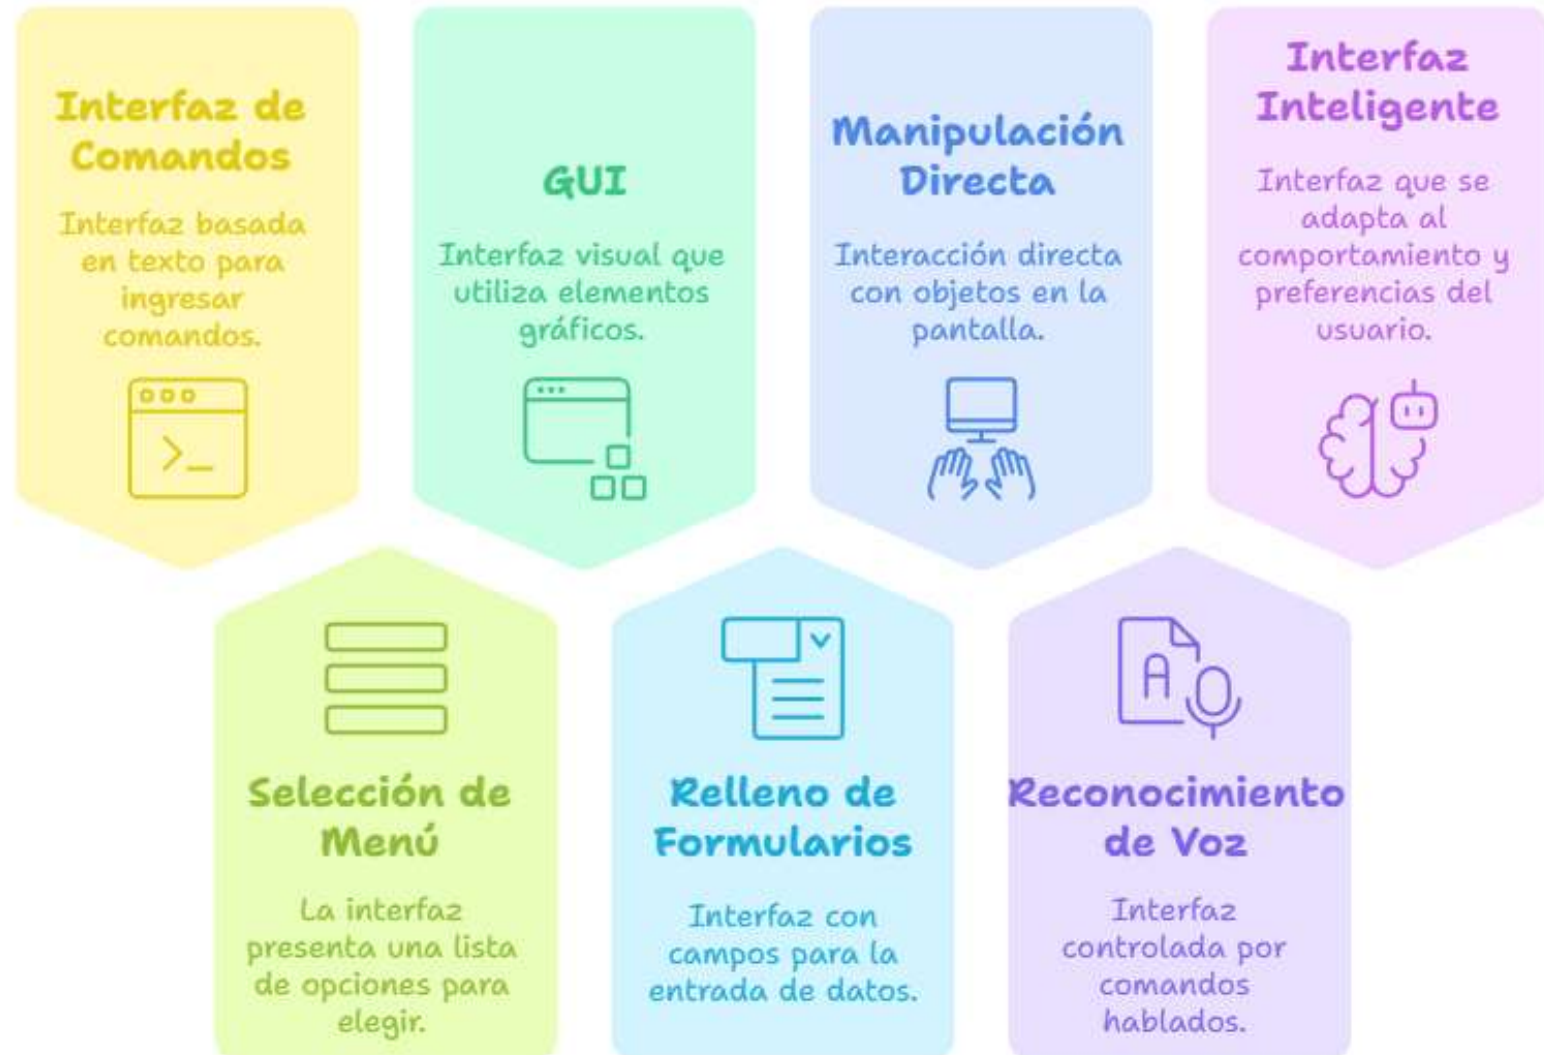 Interfaz de
Comandos
Interfaz basada
en texto para
ingresar
comandos.
GUI
Interfaz visual que
utiliza elementos
gráficos.
Manipulación
Directa
Interacción directa
con objetos en la
pantalla.
Interfaz
Inteligente
Interfaz que se
adapta al
comportamiento y
preferencias del
usuario.
Selección de
Menú
La interfaz
presenta una lista
de opciones para
elegir.
Relleno de
Formularios
Interfaz con
campos para la
entrada de datos.
A
Reconocimiento
de Voz
Interfaz
controlada por
comandos
hablados.